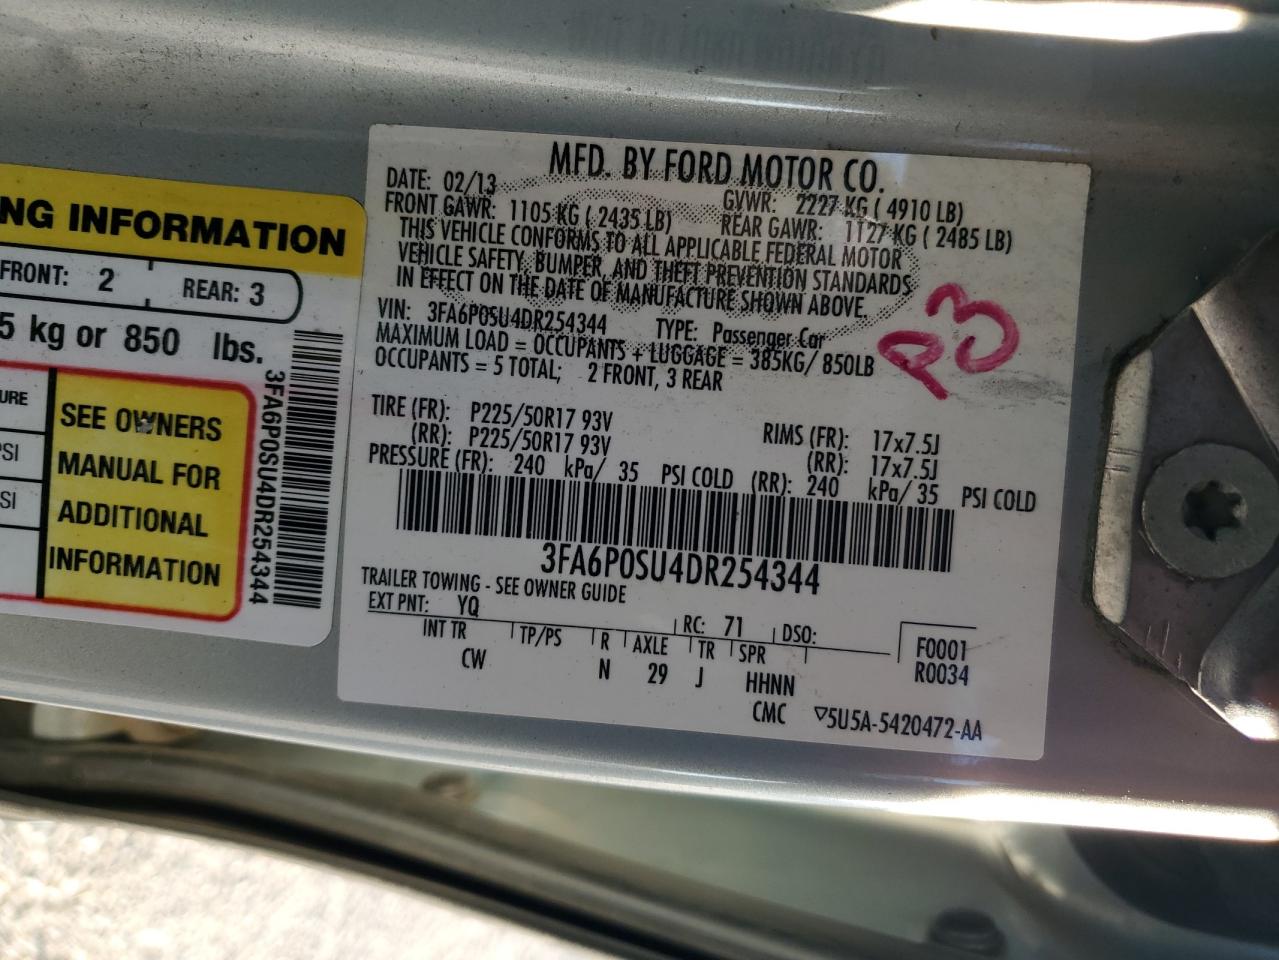 NG INFORMATION
FRONT: 2 REAR: 3
5 kg or 850 lbs.
URE
PSI
PSI
SEE OWNERS
MANUAL FOR
ADDITIONAL
INFORMATION
3FA6P0SU4DR254344
MFD. BY FORD MOTOR CO.
DATE: 02/13 GVWR: 2227 KG ( 4910 LB)
FRONT GAWR: 1105 KG ( 2435 LB) REAR GAWR: 1127 KG ( 2485 LB)
THIS VEHICLE CONFORMS TO ALL APPLICABLE FEDERAL MOTOR
VEHICLE SAFETY, BUMPER, AND THEFT PREVENTION STANDARDS
IN EFFECT ON THE DATE OF MANUFACTURE SHOWN ABOVE.
VIN: 3FA6P0SU4DR254344 TYPE: Passenger Car
MAXIMUM LOAD = OCCUPANTS + LUGGAGE = 385KG/ 850LB
OCCUPANTS = 5 TOTAL; 2 FRONT, 3 REAR
P3
TIRE (FR): P225/50R17 93V RIMS (FR): 17x7.5J
(RR): P225/50R17 93V (RR): 17x7.5J
PRESSURE (FR): 240 kPa/ 35 PSI COLD (RR): 240 kPa/ 35 PSI COLD
3FA6P0SU4DR254344
TRAILER TOWING - SEE OWNER GUIDE
EXT PNT: YQ RC: 71 DSO:
INT TR TP/PS R AXLE TR SPR
CW N 29 J HHNN
CMC
F0001
R0034
▽5U5A-5420472-AA